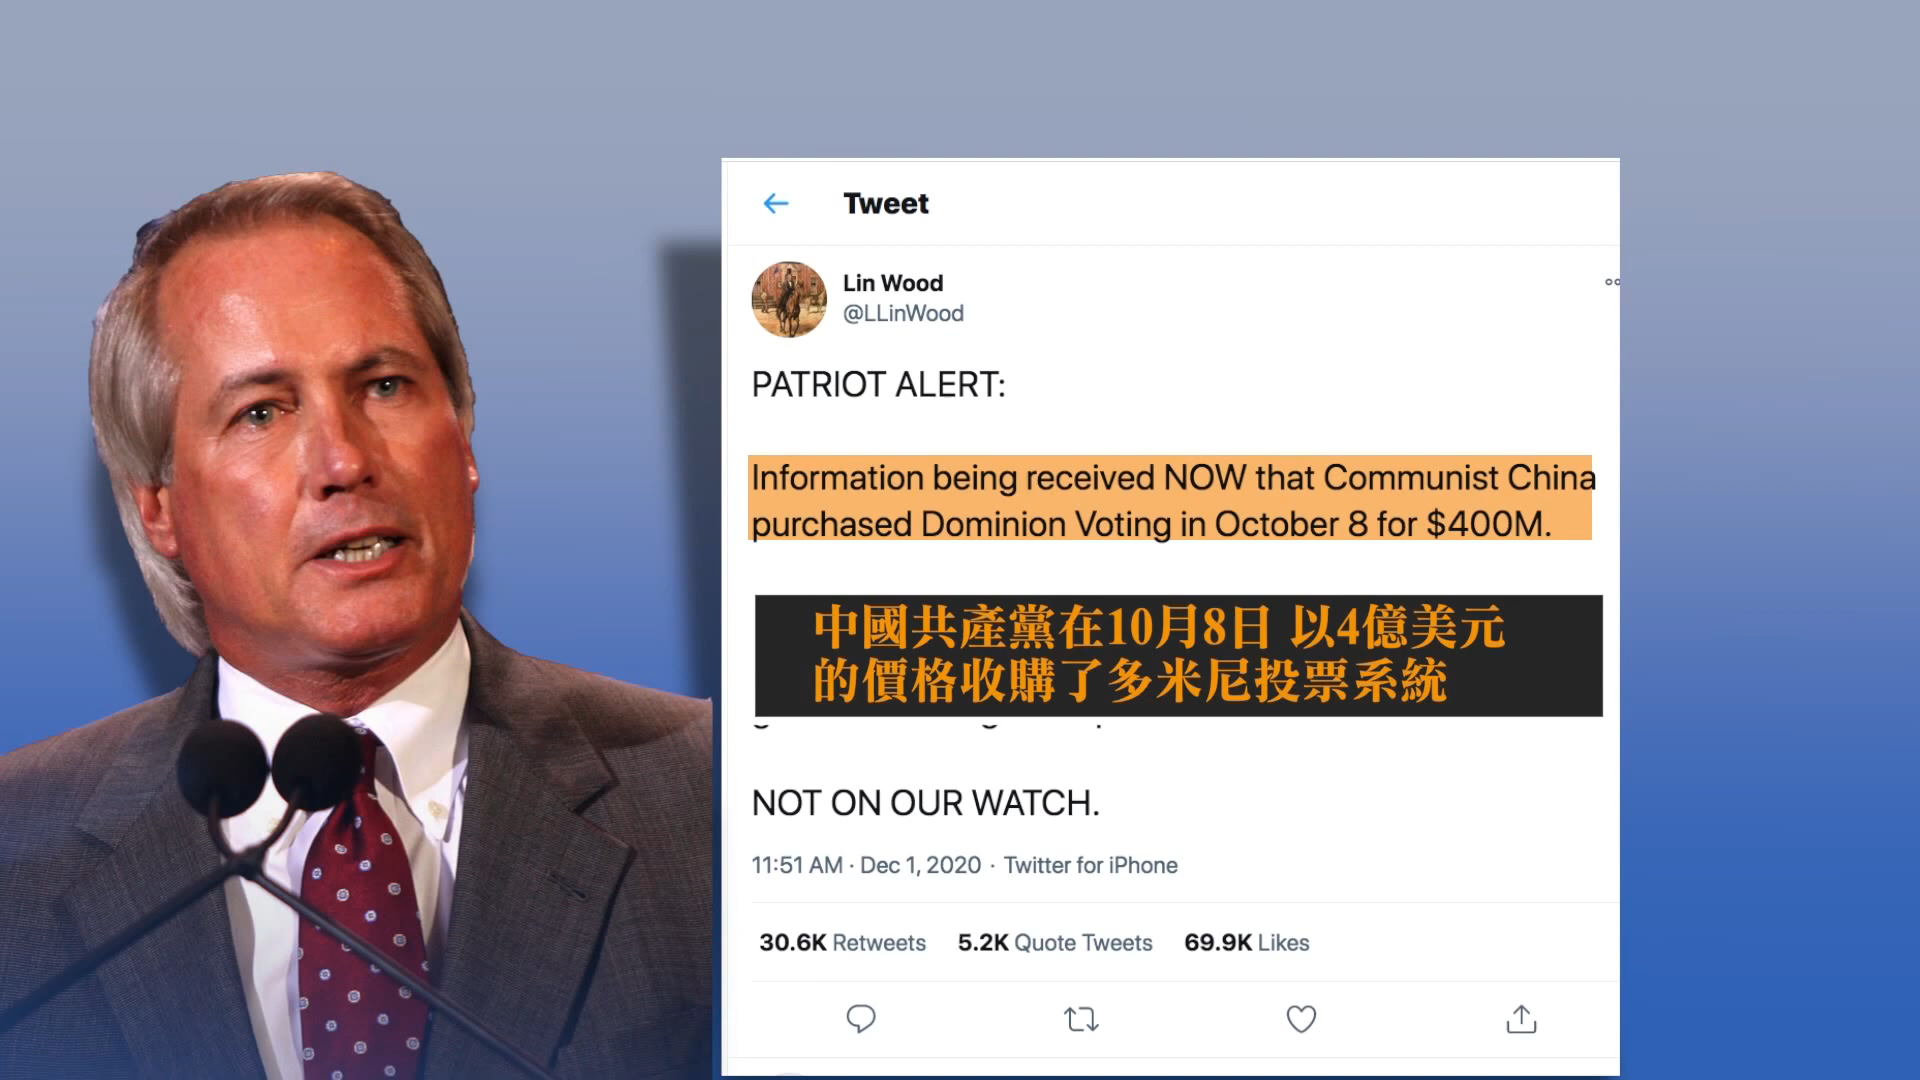 Tweet
Lin Wood
@LLinWood
PATRIOT ALERT:
Information being received NOW that Communist China
purchased Dominion Voting in October 8 for $400M.
中國共產黨在10月8日 以4億美元
的價格收購了多米尼投票系統
NOT ON OUR WATCH.
11:51 AM · Dec 1, 2020 · Twitter for iPhone
30.6K Retweets 5.2K Quote Tweets 69.9K Likes